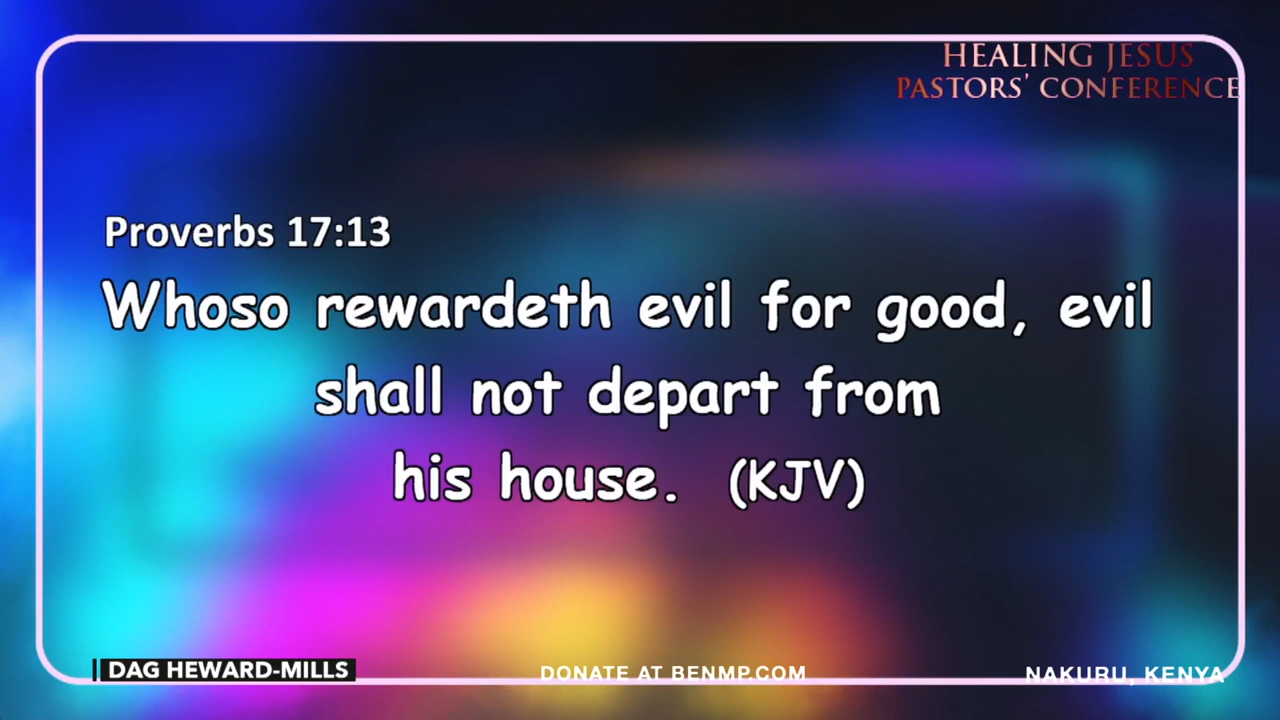 HEALING JESUS
PASTORS' CONFERENCE
Proverbs 17:13
Whoso rewardeth evil for good, evil
shall not depart from
his house. (KJV)
DAG HEWARD-MILLS
DONATE AT BENMP.COM
NAKURU, KENYA